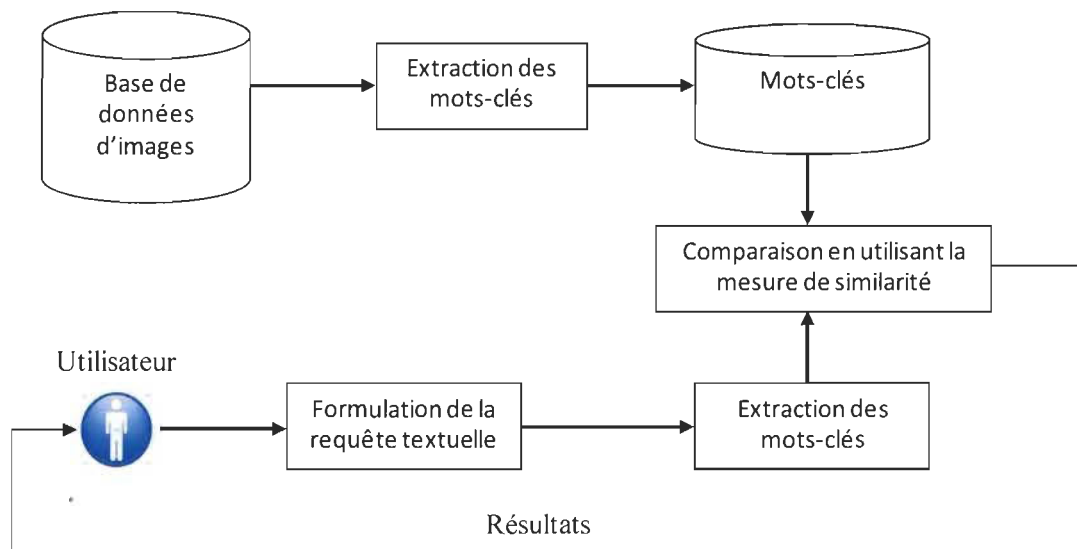 Base de
données
d'images
Extraction des
mots-clés
Mots-clés
Comparaison en utilisant la
mesure de similarité
Utilisateur
Formulation de la
requête textuelle
Extraction des
mots-clés
Résultats